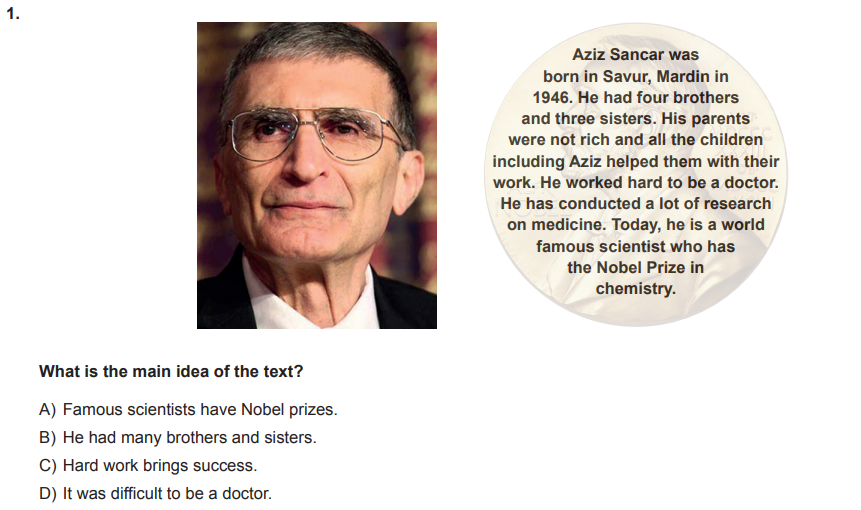 1.
Aziz Sancar was
born in Savur, Mardin in
1946. He had four brothers
and three sisters. His parents
were not rich and all the children
including Aziz helped them with their
work. He worked hard to be a doctor.
He has conducted a lot of research
on medicine. Today, he is a world
famous scientist who has
the Nobel Prize in
chemistry.
What is the main idea of the text?
A) Famous scientists have Nobel prizes.
B) He had many brothers and sisters.
C) Hard work brings success.
D) It was difficult to be a doctor.